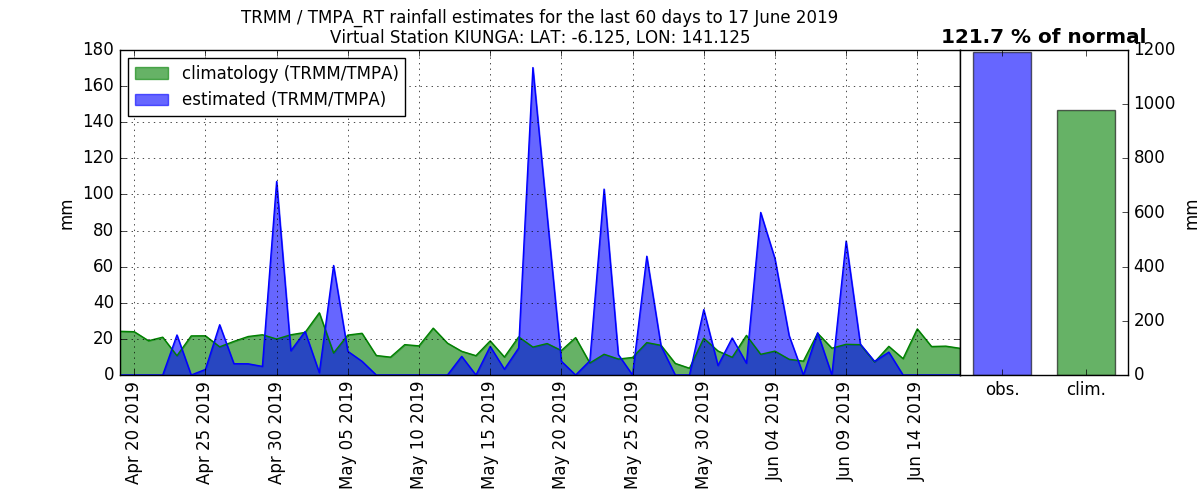 TRMM / TMPA_RT rainfall estimates for the last 60 days to 17 June 2019
Virtual Station KIUNGA: LAT: -6.125, LON: 141.125
121.7 % of normal
climatology (TRMM/TMPA)
estimated (TRMM/TMPA)
180
160
140
120
100
80
60
40
20
0
mm
Apr 20 2019
Apr 25 2019
Apr 30 2019
May 05 2019
May 10 2019
May 15 2019
May 20 2019
May 25 2019
May 30 2019
Jun 04 2019
Jun 09 2019
Jun 14 2019
obs.
clim.
1200
1000
800
600
400
200
0
mm